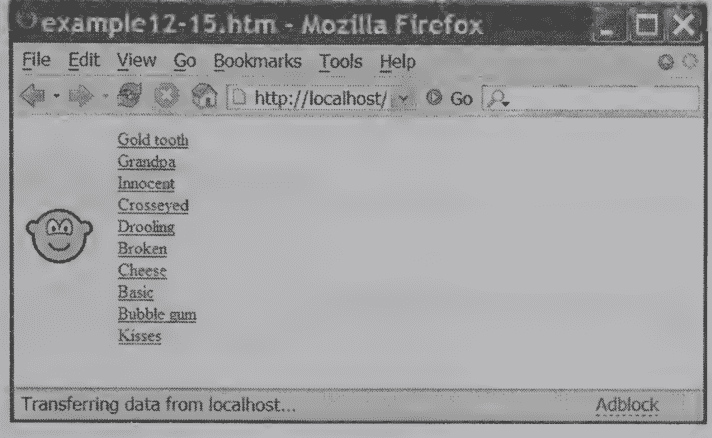 example12-15.htm - Mozilla Firefox
File Edit View Go Bookmarks Tools Help
http://localhost/ Go
Gold tooth
Grandpa
Innocent
Crosseyed
Drooling
Broken
Cheese
Basic
Bubble gum
Kisses
Transferring data from localhost...
Adblock